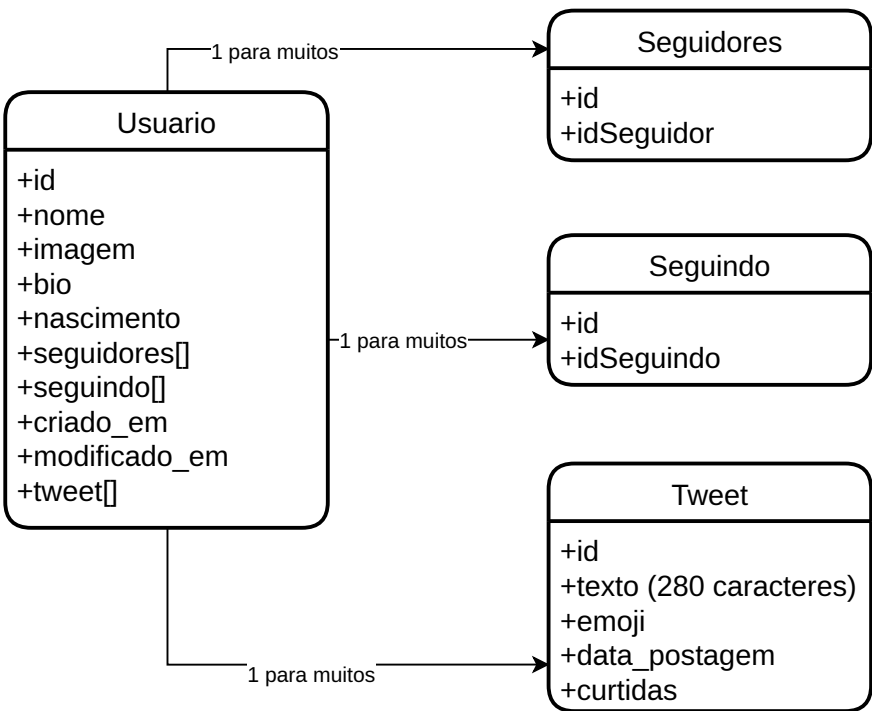 Usuario
+id
+nome
+imagem
+bio
+nascimento
+seguidores[]
+seguindo[]
+criado_em
+modificado_em
+tweet[]
1 para muitos
Seguidores
+id
+idSeguidor
1 para muitos
Seguindo
+id
+idSeguindo
1 para muitos
Tweet
+id
+texto (280 caracteres)
+emoji
+data_postagem
+curtidas